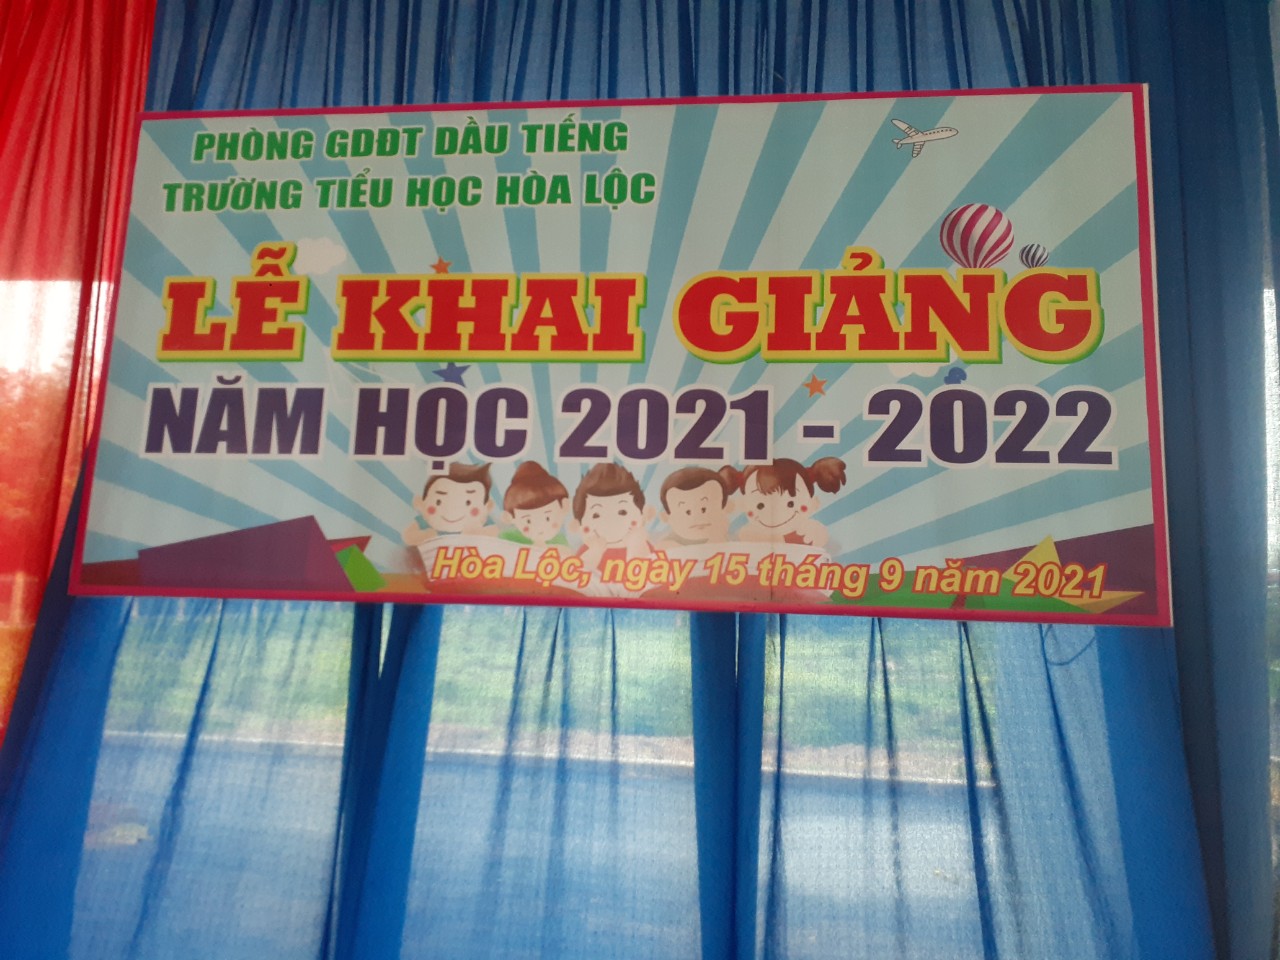 PHÒNG GDĐT DẦU TIẾNG
TRƯỜNG TIỂU HỌC HÒA LỘC
LỄ KHAI GIẢNG
NĂM HỌC 2021 - 2022
Hòa Lộc, ngày 15 tháng 9 năm 2021